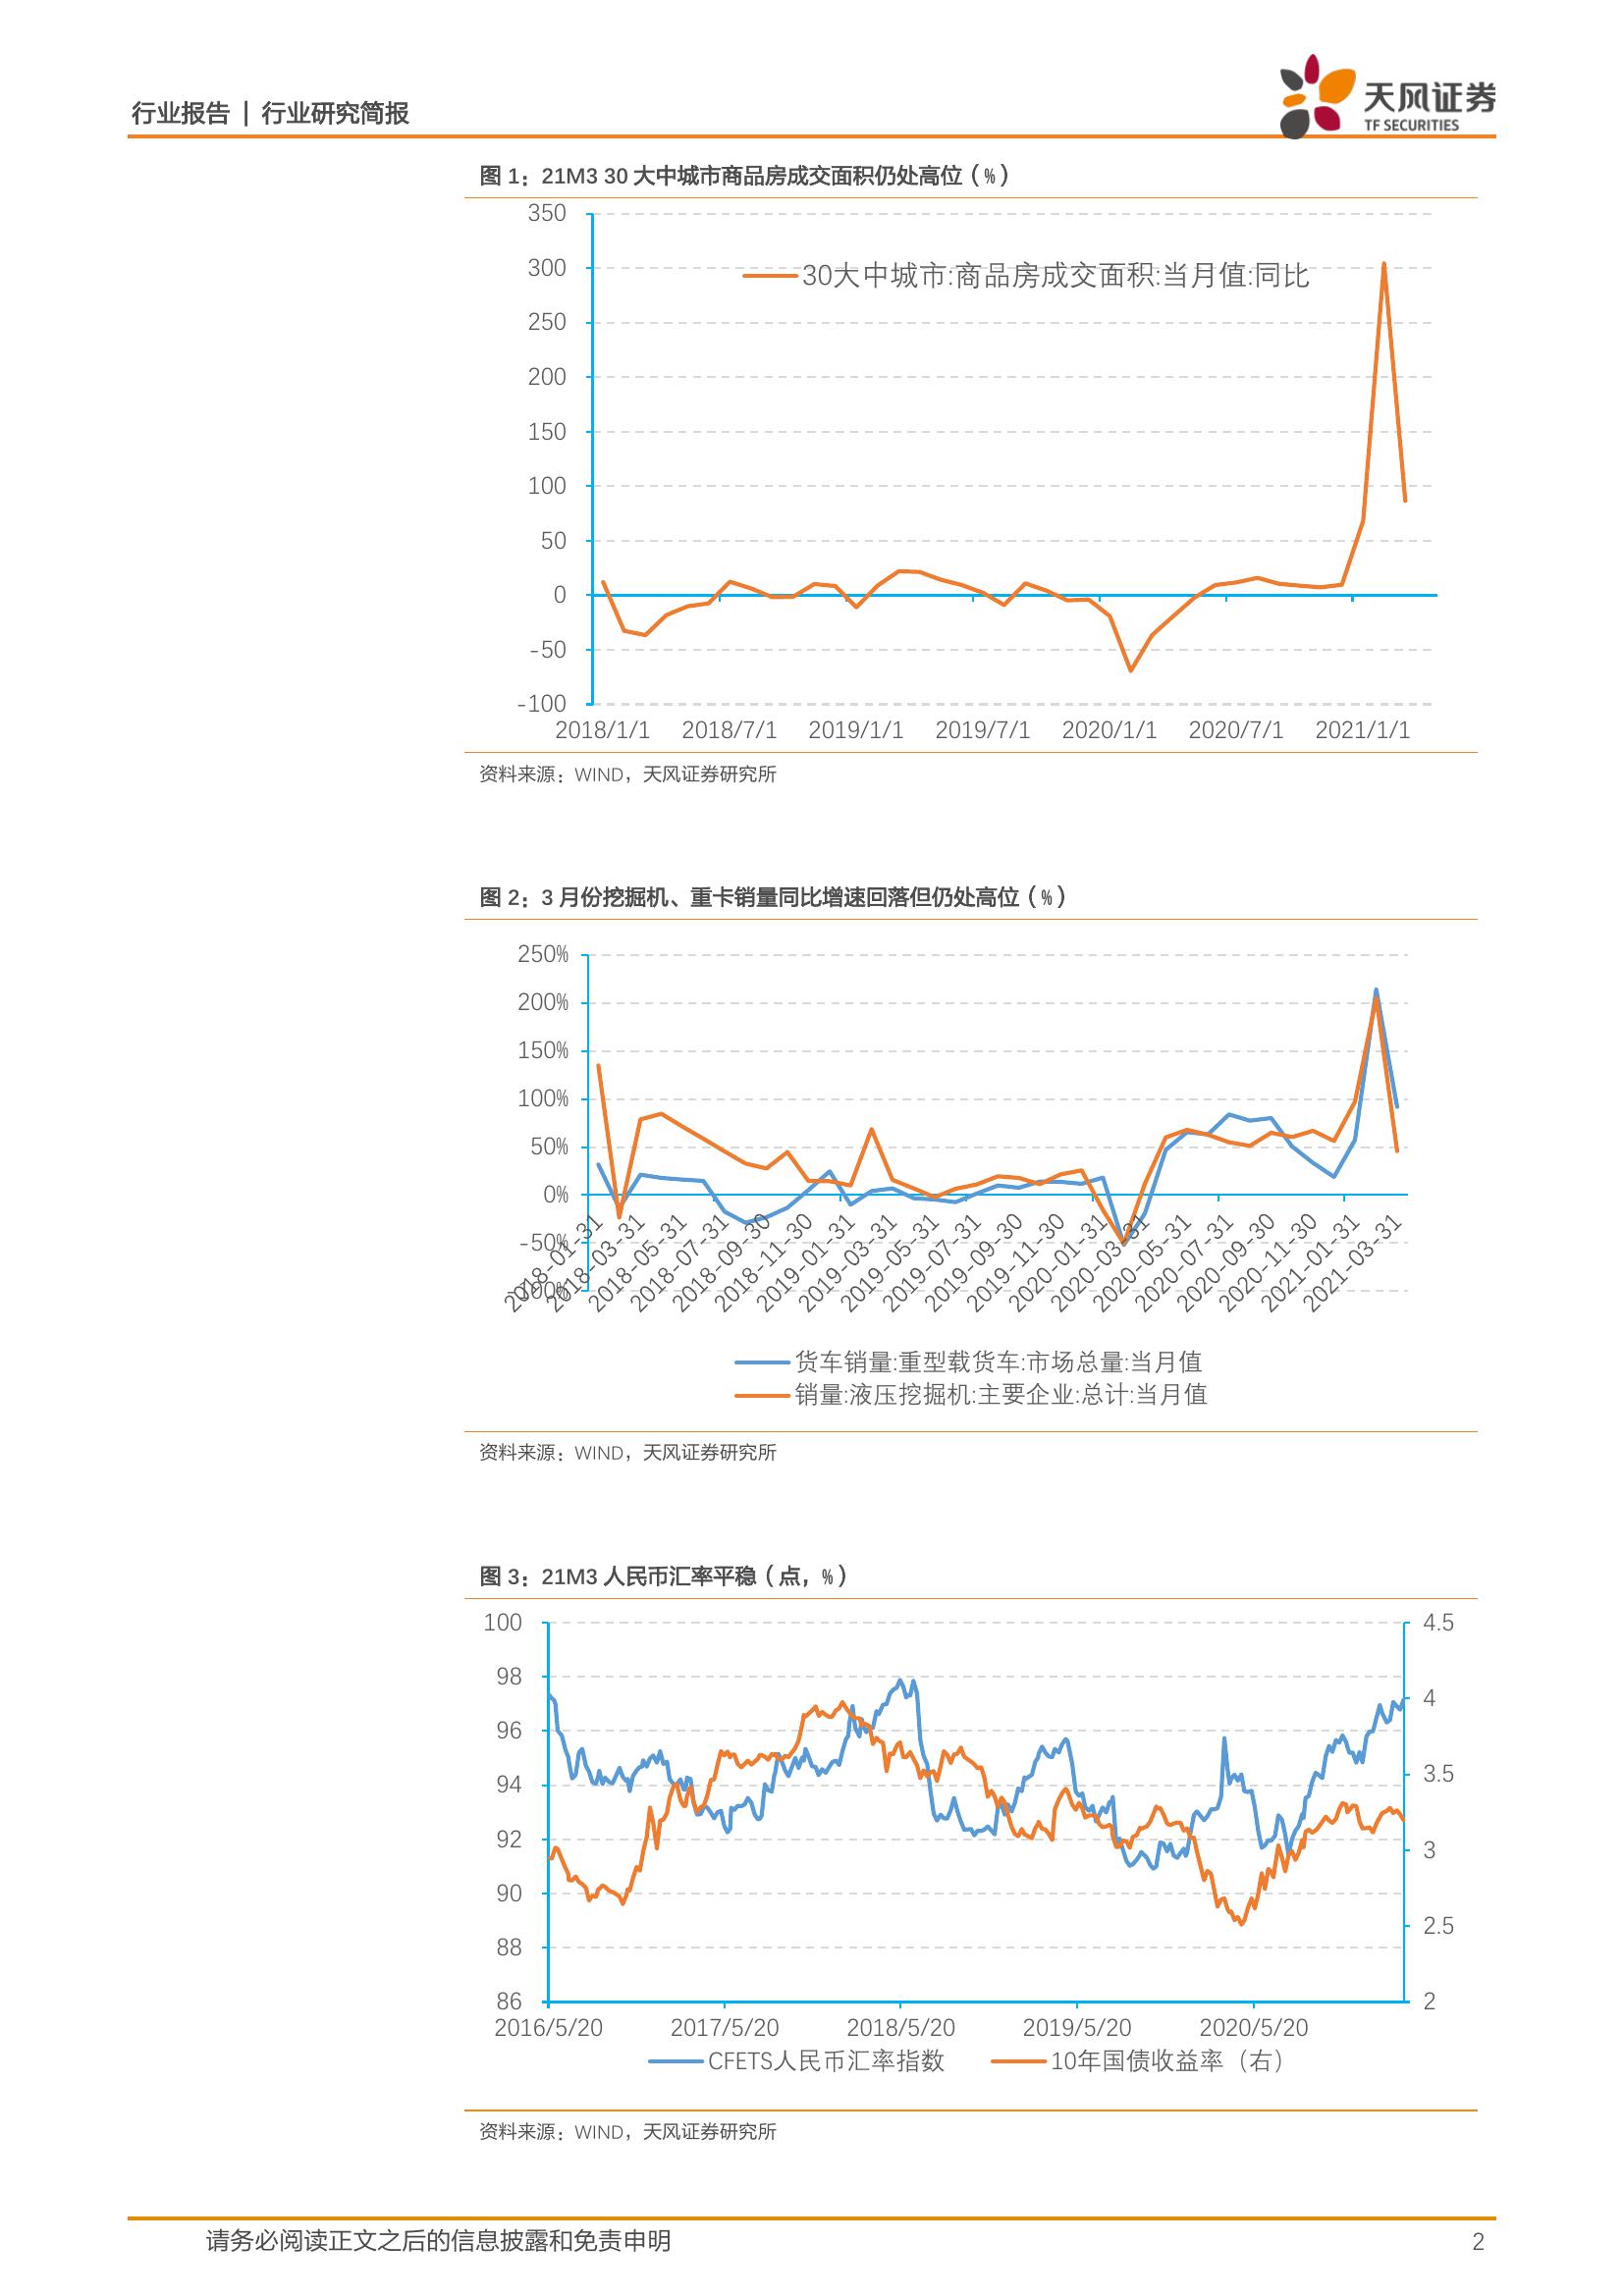 行业报告 | 行业研究简报
天风证券
TF SECURITIES
图 1：21M3 30 大中城市商品房成交面积仍处高位（%）
350
300
250
200
150
100
50
0
-50
-100
30大中城市:商品房成交面积:当月值:同比
2018/1/1 2018/7/1 2019/1/1 2019/7/1 2020/1/1 2020/7/1 2021/1/1
资料来源：WIND，天风证券研究所
图 2：3 月份挖掘机、重卡销量同比增速回落但仍处高位（%）
250%
200%
150%
100%
50%
0%
-50%
-100%
2018-01-31 2018-03-31 2018-05-31 2018-07-31 2018-09-30 2018-11-30 2019-01-31 2019-03-31 2019-05-31 2019-07-31 2019-09-30 2019-11-30 2020-01-31 2020-03-31 2020-05-31 2020-07-31 2020-09-30 2020-11-30 2021-01-31 2021-03-31
货车销量:重型载货车:市场总量:当月值
销量:液压挖掘机:主要企业:总计:当月值
资料来源：WIND，天风证券研究所
图 3：21M3 人民币汇率平稳（点，%）
100
98
96
94
92
90
88
86
4.5
4
3.5
3
2.5
2
2016/5/20 2017/5/20 2018/5/20 2019/5/20 2020/5/20
CFETS人民币汇率指数 10年国债收益率（右）
资料来源：WIND，天风证券研究所
请务必阅读正文之后的信息披露和免责申明 2